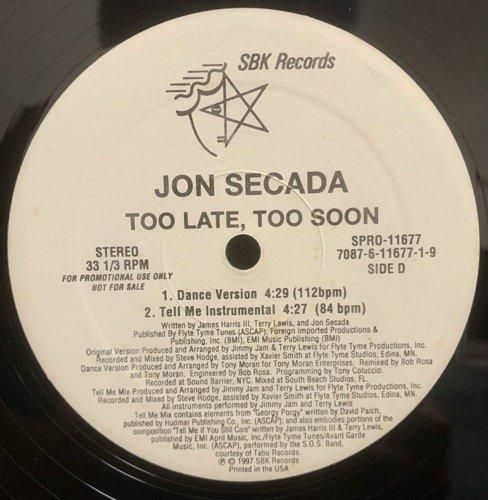 SBK Records
JON SECADA
TOO LATE, TOO SOON
STEREO
33 1/3 RPM
FOR PROMOTIONAL USE ONLY
NOT FOR SALE
SPRO-11677
7087-6-11677-1-9
SIDE D
1. Dance Version 4:29 (112bpm)
2. Tell Me Instrumental 4:27 (84 bpm)
Written by James Harris III, Terry Lewis, and Jon Secada
Published By Flyte Tyme Tunes (ASCAP), Foreign Imported Productions &
Publishing, Inc. (BMI), EMI Music Publishing (BMI)
Original Version Produced and Arranged by Jimmy Jam & Terry Lewis for Flyte Tyme Productions, Inc.
Recorded and Mixed by Steve Hodge, assisted by Xavier Smith at Flyte Tyme Studios, Edina, MN.
Dance Version Produced and Arranged by Tony Moran for Tony Moran Enterprises. Remixed by Bob Rosa
and Tony Moran. Engineered by Bob Rosa. Programming by Tony Coluccio.
Recorded at Sound Barrier, NYC. Mixed at South Beach Studios, FL.
Tell Me Mix Produced and Arranged by Jimmy Jam and Terry Lewis for Flyte Tyme Productions, Inc.
Recorded and Mixed by Steve Hodge, assisted by Xavier Smith at Flyte Tyme Studios, Edina, MN.
All instruments performed by Jimmy Jam and Terry Lewis
Tell Me Mix contains elements from "Georgy Porgy" written by David Paich,
published by Hudmar Publishing Co., Inc. (ASCAP); and also embodies portions of the
composition "Tell Me If You Still Care" written by James Harris III & Terry Lewis,
published by EMI April Music, Inc./Flyte Tyme Tunes/Avant Garde
Music, Inc. (ASCAP), performed by the S.O.S. Band,
courtesy of Tabu Records.
℗ © 1997 SBK Records
Printed in the USA